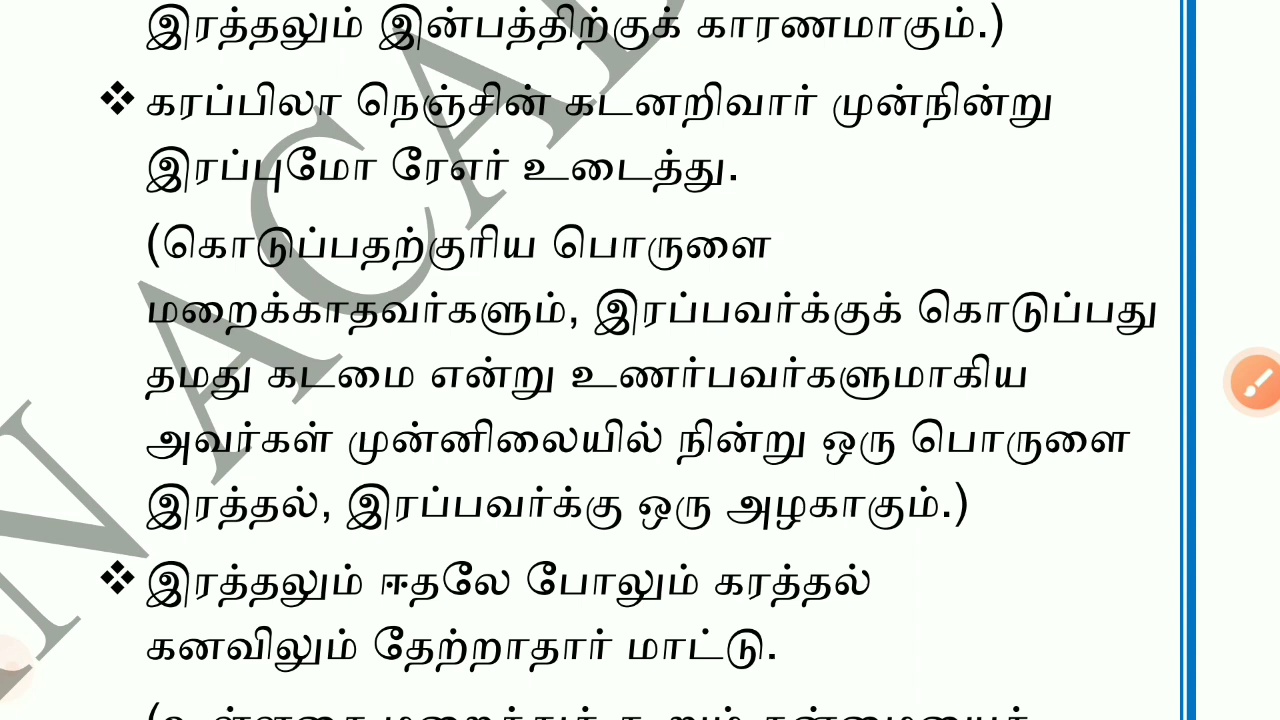 இரத்தலும் இன்பத்திற்குக் காரணமாகும்.)
❖ கரப்பிலா நெஞ்சின் கடனறிவார் முன்நின்று
இரப்புமோ ரேஎர் உடைத்து.
(கொடுப்பதற்குரிய பொருளை
மறைக்காதவர்களும், இரப்பவர்க்குக் கொடுப்பது
தமது கடமை என்று உணர்பவர்களுமாகிய
அவர்கள் முன்னிலையில் நின்று ஒரு பொருளை
இரத்தல், இரப்பவர்க்கு ஒரு அழகாகும்.)
❖ இரத்தலும் ஈதலே போலும் கரத்தல்
கனவிலும் தேற்றாதார் மாட்டு.